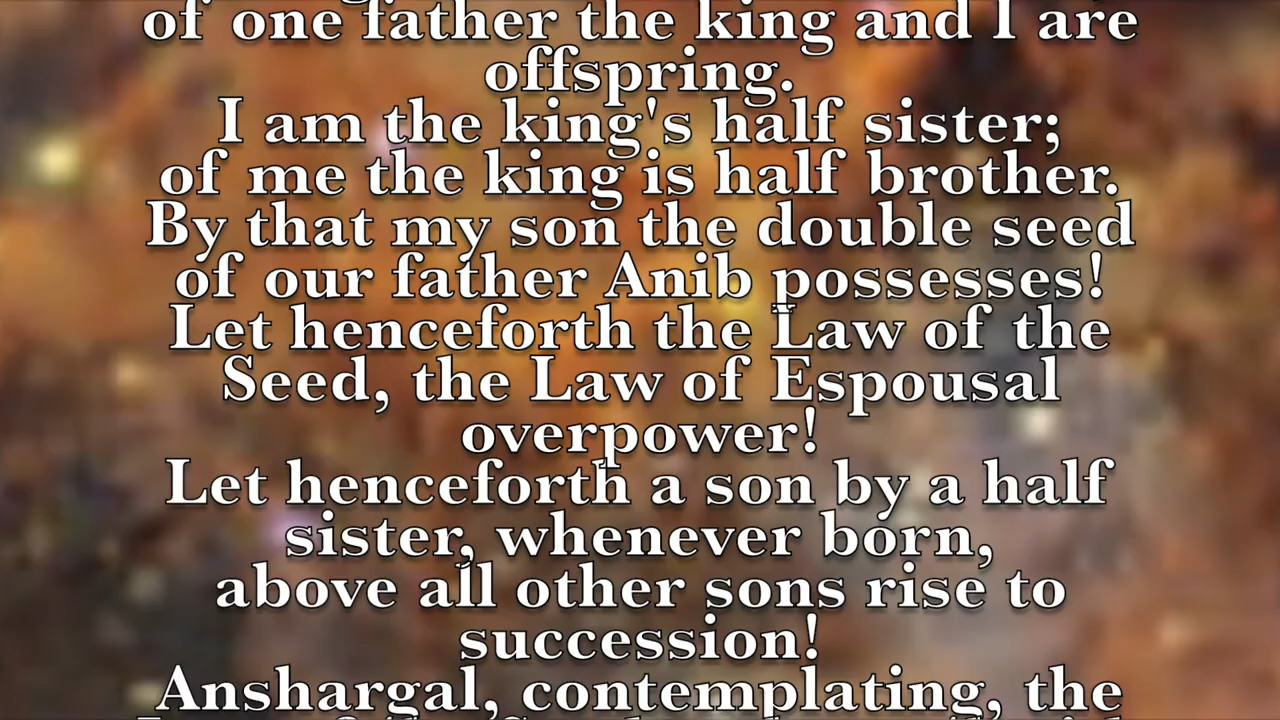 of one father the king and I are
offspring.
I am the king's half sister;
of me the king is half brother.
By that my son the double seed
of our father Anib possesses!
Let henceforth the Law of the
Seed, the Law of Espousal
overpower!
Let henceforth a son by a half
sister, whenever born,
above all other sons rise to
succession!
Anshargal, contemplating, the